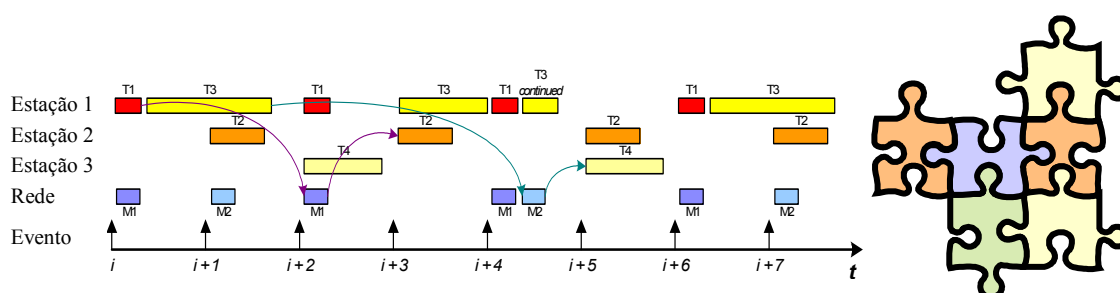 T1 T3 T1 T3 T1 T3 continued T1 T3
Estação 1
T2 T2 T2 T2
Estação 2
T4 T4
Estação 3
Rede
M1 M2 M1 M1 M2 M1 M2
Evento
i i+1 i+2 i+3 i+4 i+5 i+6 i+7 t